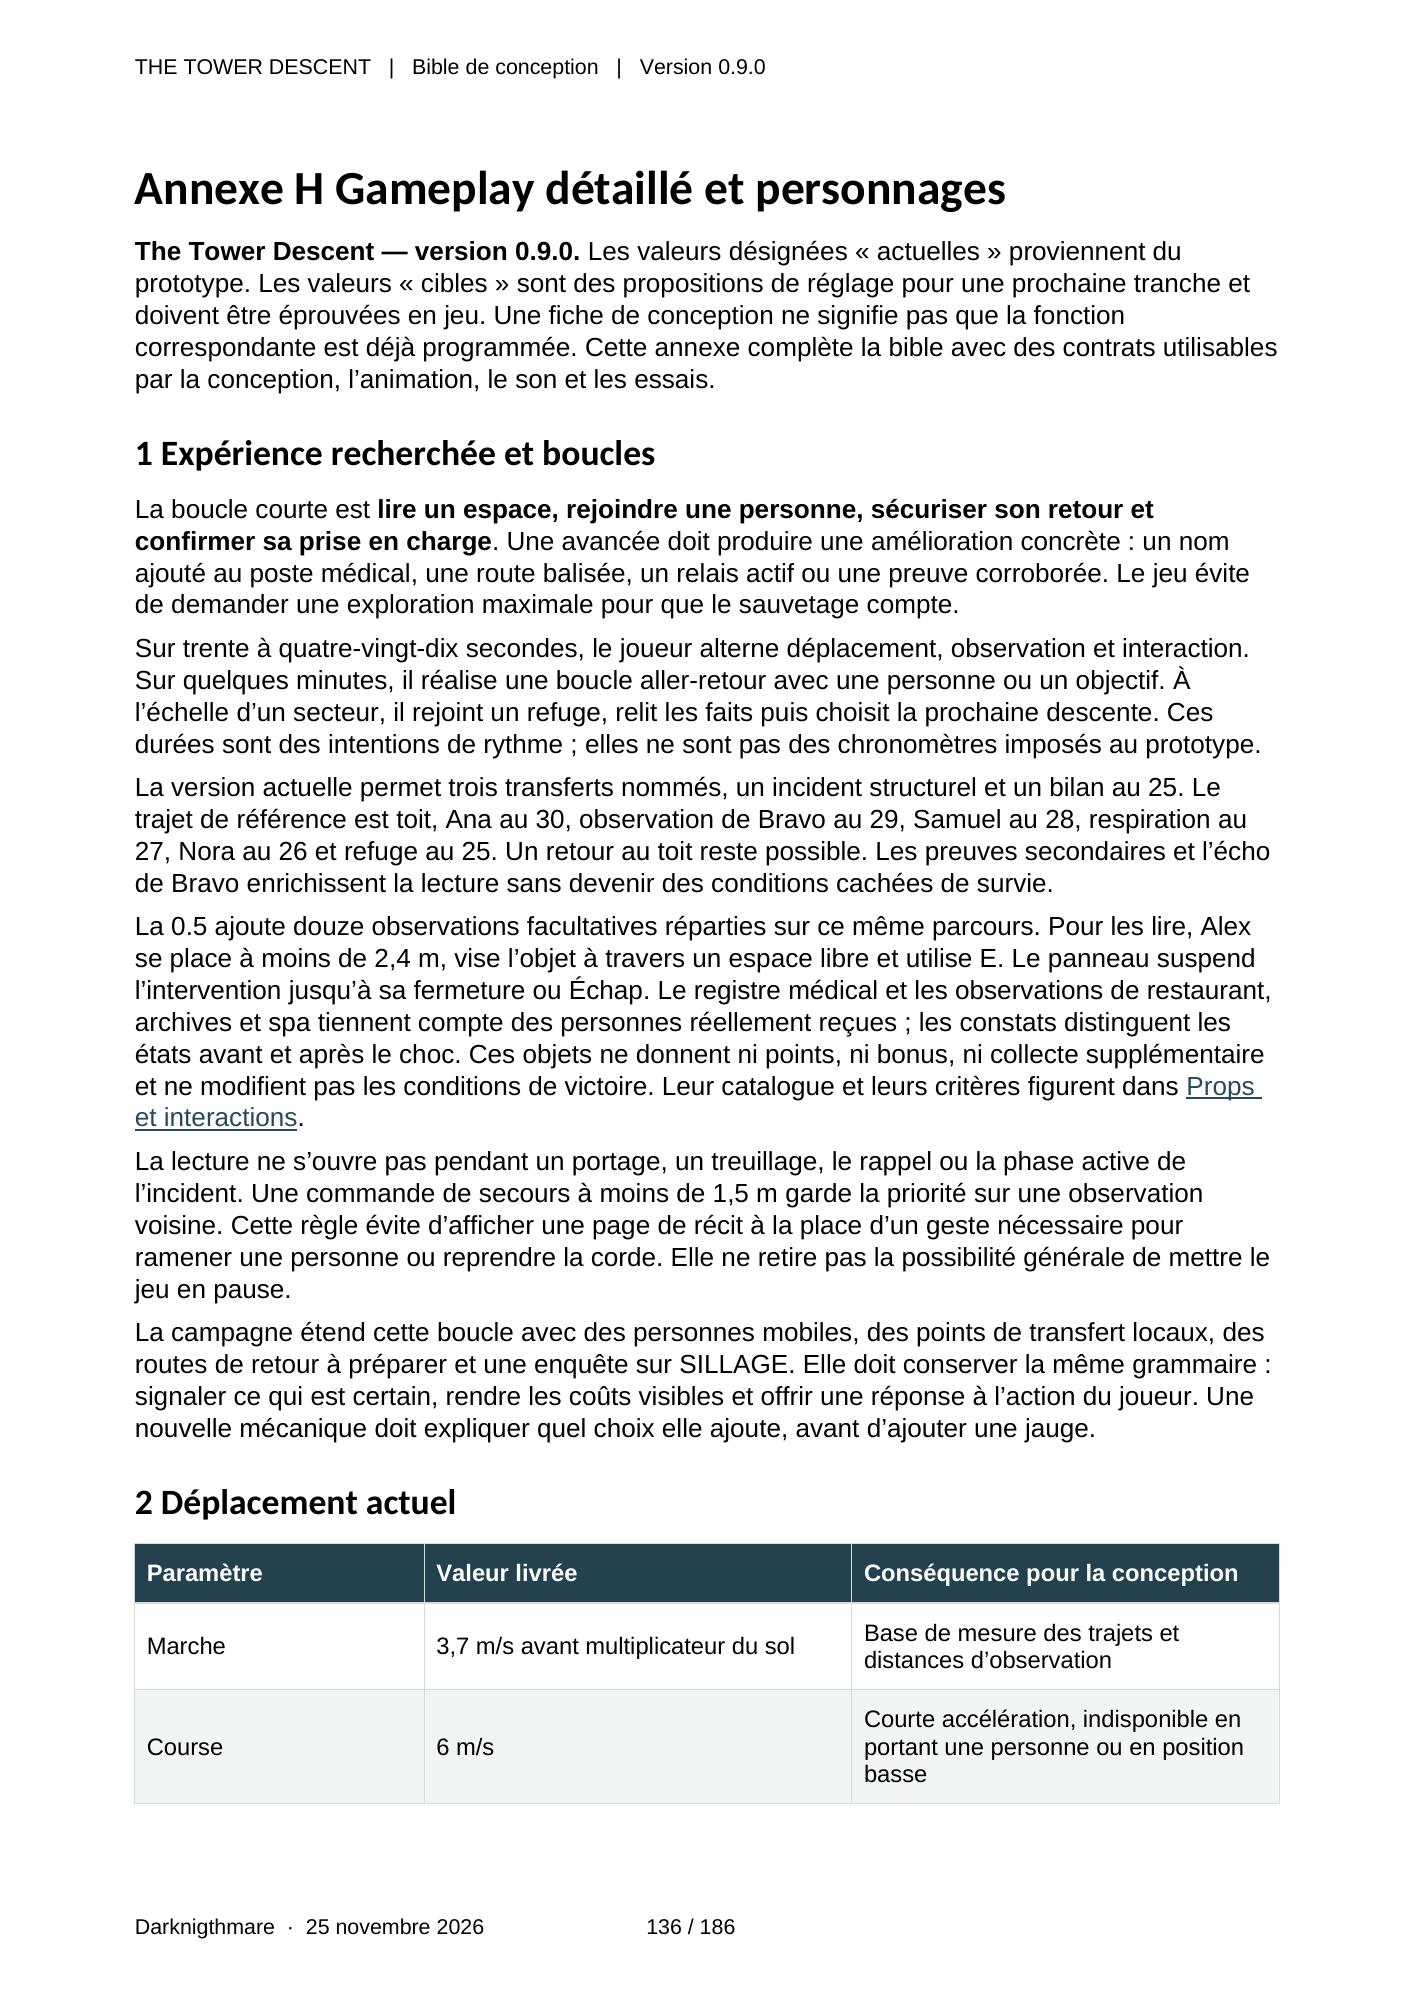 THE TOWER DESCENT | Bible de conception | Version 0.9.0
Annexe H Gameplay détaillé et personnages
The Tower Descent — version 0.9.0. Les valeurs désignées « actuelles » proviennent du
prototype. Les valeurs « cibles » sont des propositions de réglage pour une prochaine tranche et
doivent être éprouvées en jeu. Une fiche de conception ne signifie pas que la fonction
correspondante est déjà programmée. Cette annexe complète la bible avec des contrats utilisables
par la conception, l’animation, le son et les essais.
1 Expérience recherchée et boucles
La boucle courte est lire un espace, rejoindre une personne, sécuriser son retour et
confirmer sa prise en charge. Une avancée doit produire une amélioration concrète : un nom
ajouté au poste médical, une route balisée, un relais actif ou une preuve corroborée. Le jeu évite
de demander une exploration maximale pour que le sauvetage compte.
Sur trente à quatre-vingt-dix secondes, le joueur alterne déplacement, observation et interaction.
Sur quelques minutes, il réalise une boucle aller-retour avec une personne ou un objectif. À
l’échelle d’un secteur, il rejoint un refuge, relit les faits puis choisit la prochaine descente. Ces
durées sont des intentions de rythme ; elles ne sont pas des chronomètres imposés au prototype.
La version actuelle permet trois transferts nommés, un incident structurel et un bilan au 25. Le
trajet de référence est toit, Ana au 30, observation de Bravo au 29, Samuel au 28, respiration au
27, Nora au 26 et refuge au 25. Un retour au toit reste possible. Les preuves secondaires et l’écho
de Bravo enrichissent la lecture sans devenir des conditions cachées de survie.
La 0.5 ajoute douze observations facultatives réparties sur ce même parcours. Pour les lire, Alex
se place à moins de 2,4 m, vise l’objet à travers un espace libre et utilise E. Le panneau suspend
l’intervention jusqu’à sa fermeture ou Échap. Le registre médical et les observations de restaurant,
archives et spa tiennent compte des personnes réellement reçues ; les constats distinguent les
états avant et après le choc. Ces objets ne donnent ni points, ni bonus, ni collecte supplémentaire
et ne modifient pas les conditions de victoire. Leur catalogue et leurs critères figurent dans Props
et interactions.
La lecture ne s’ouvre pas pendant un portage, un treuillage, le rappel ou la phase active de
l’incident. Une commande de secours à moins de 1,5 m garde la priorité sur une observation
voisine. Cette règle évite d’afficher une page de récit à la place d’un geste nécessaire pour
ramener une personne ou reprendre la corde. Elle ne retire pas la possibilité générale de mettre le
jeu en pause.
La campagne étend cette boucle avec des personnes mobiles, des points de transfert locaux, des
routes de retour à préparer et une enquête sur SILLAGE. Elle doit conserver la même grammaire :
signaler ce qui est certain, rendre les coûts visibles et offrir une réponse à l’action du joueur. Une
nouvelle mécanique doit expliquer quel choix elle ajoute, avant d’ajouter une jauge.
2 Déplacement actuel
Paramètre
Valeur livrée
Conséquence pour la conception
Marche
3,7 m/s avant multiplicateur du sol
Base de mesure des trajets et
distances d’observation
Course
6 m/s
Courte accélération, indisponible en
portant une personne ou en position
basse
Darknigthmare · 25 novembre 2026
136 / 186